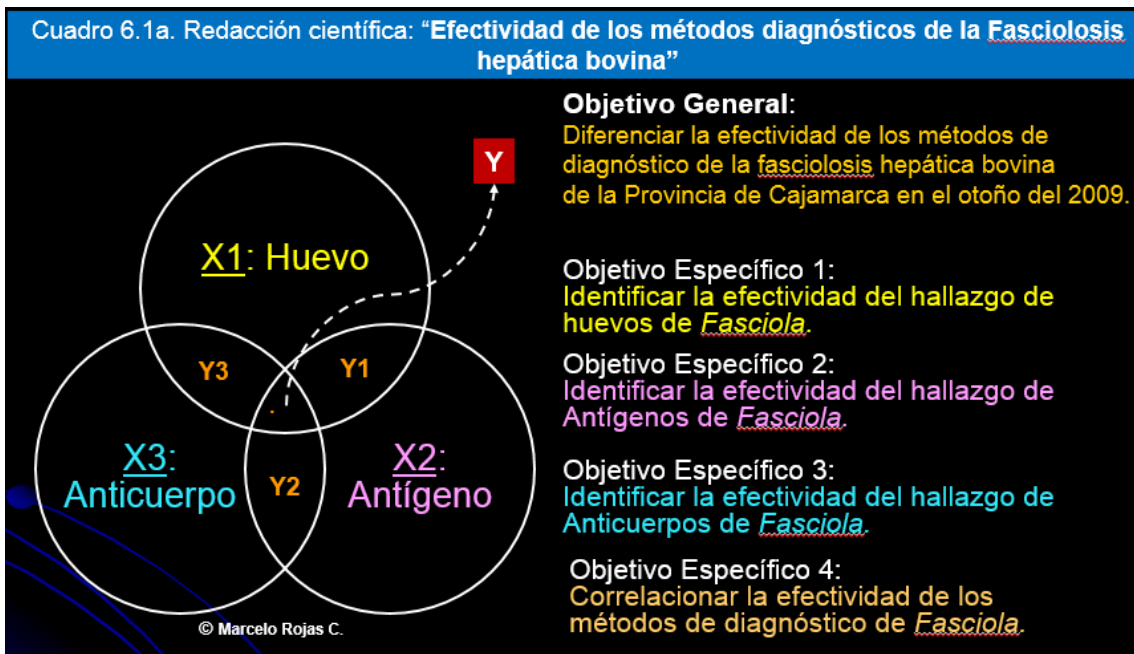 Cuadro 6.1a. Redacción científica: “Efectividad de los métodos diagnósticos de la Fasciolosis
hepática bovina”
Y
X1: Huevo
Y3
Y1
X3:
Anticuerpo
Y2
X2:
Antígeno
© Marcelo Rojas C.
Objetivo General:
Diferenciar la efectividad de los métodos de
diagnóstico de la fasciolosis hepática bovina
de la Provincia de Cajamarca en el otoño del 2009.
Objetivo Específico 1:
Identificar la efectividad del hallazgo de
huevos de Fasciola.
Objetivo Específico 2:
Identificar la efectividad del hallazgo de
Antígenos de Fasciola.
Objetivo Específico 3:
Identificar la efectividad del hallazgo de
Anticuerpos de Fasciola.
Objetivo Específico 4:
Correlacionar la efectividad de los
métodos de diagnóstico de Fasciola.